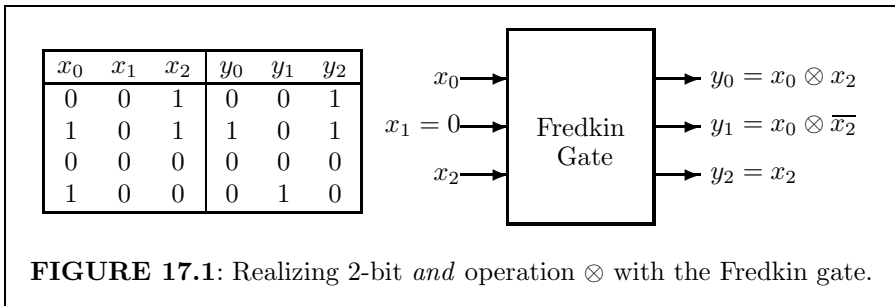 x₀ x₁ x₂ y₀ y₁ y₂
0 0 1 0 0 1
1 0 1 1 0 1
0 0 0 0 0 0
1 0 0 0 1 0
x₀
x₁ = 0
x₂
Fredkin
Gate
y₀ = x₀ ⊗ x₂
y₁ = x₀ ⊗ x̅₂
y₂ = x₂
FIGURE 17.1: Realizing 2-bit and operation ⊗ with the Fredkin gate.